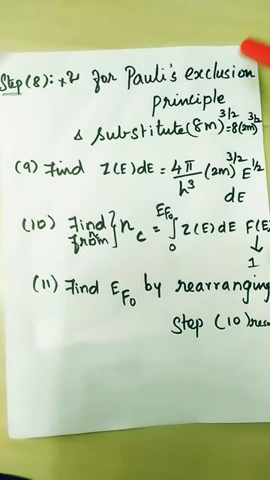 Step (8): x2 for Pauli's exclusion
principle
& substitute (8m)^3/2 = 8(2m)^3/2
(9) Find Z(E)dE = 4π/h³ (2m)^3/2 E^1/2
dE
(10) Find n from } n_c = ∫_0^E_F0 Z(E) dE F(E
↓
1
(11) Find E_F0 by rearranging
Step (10)